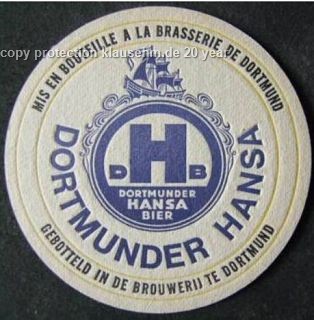 copy protection klausehm.de 20 year
MIS EN BOUTEILLE A LA BRASSERIE DE DORTMUND
D H B
DORTMUNDER
HANSA
BIER
DORTMUNDER HANSA
GEBOTTELD IN DE BROUWERIJ TE DORTMUND